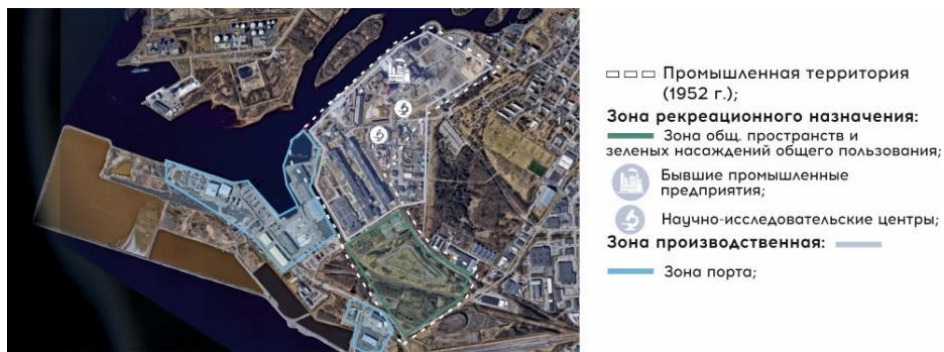 Промышленная территория
(1952 г.);
Зона рекреационного назначения:
Зона общ. пространств и
зеленых насаждений общего пользования;
Бывшие промышленные
предприятия;
Научно-исследовательские центры;
Зона производственная:
Зона порта;